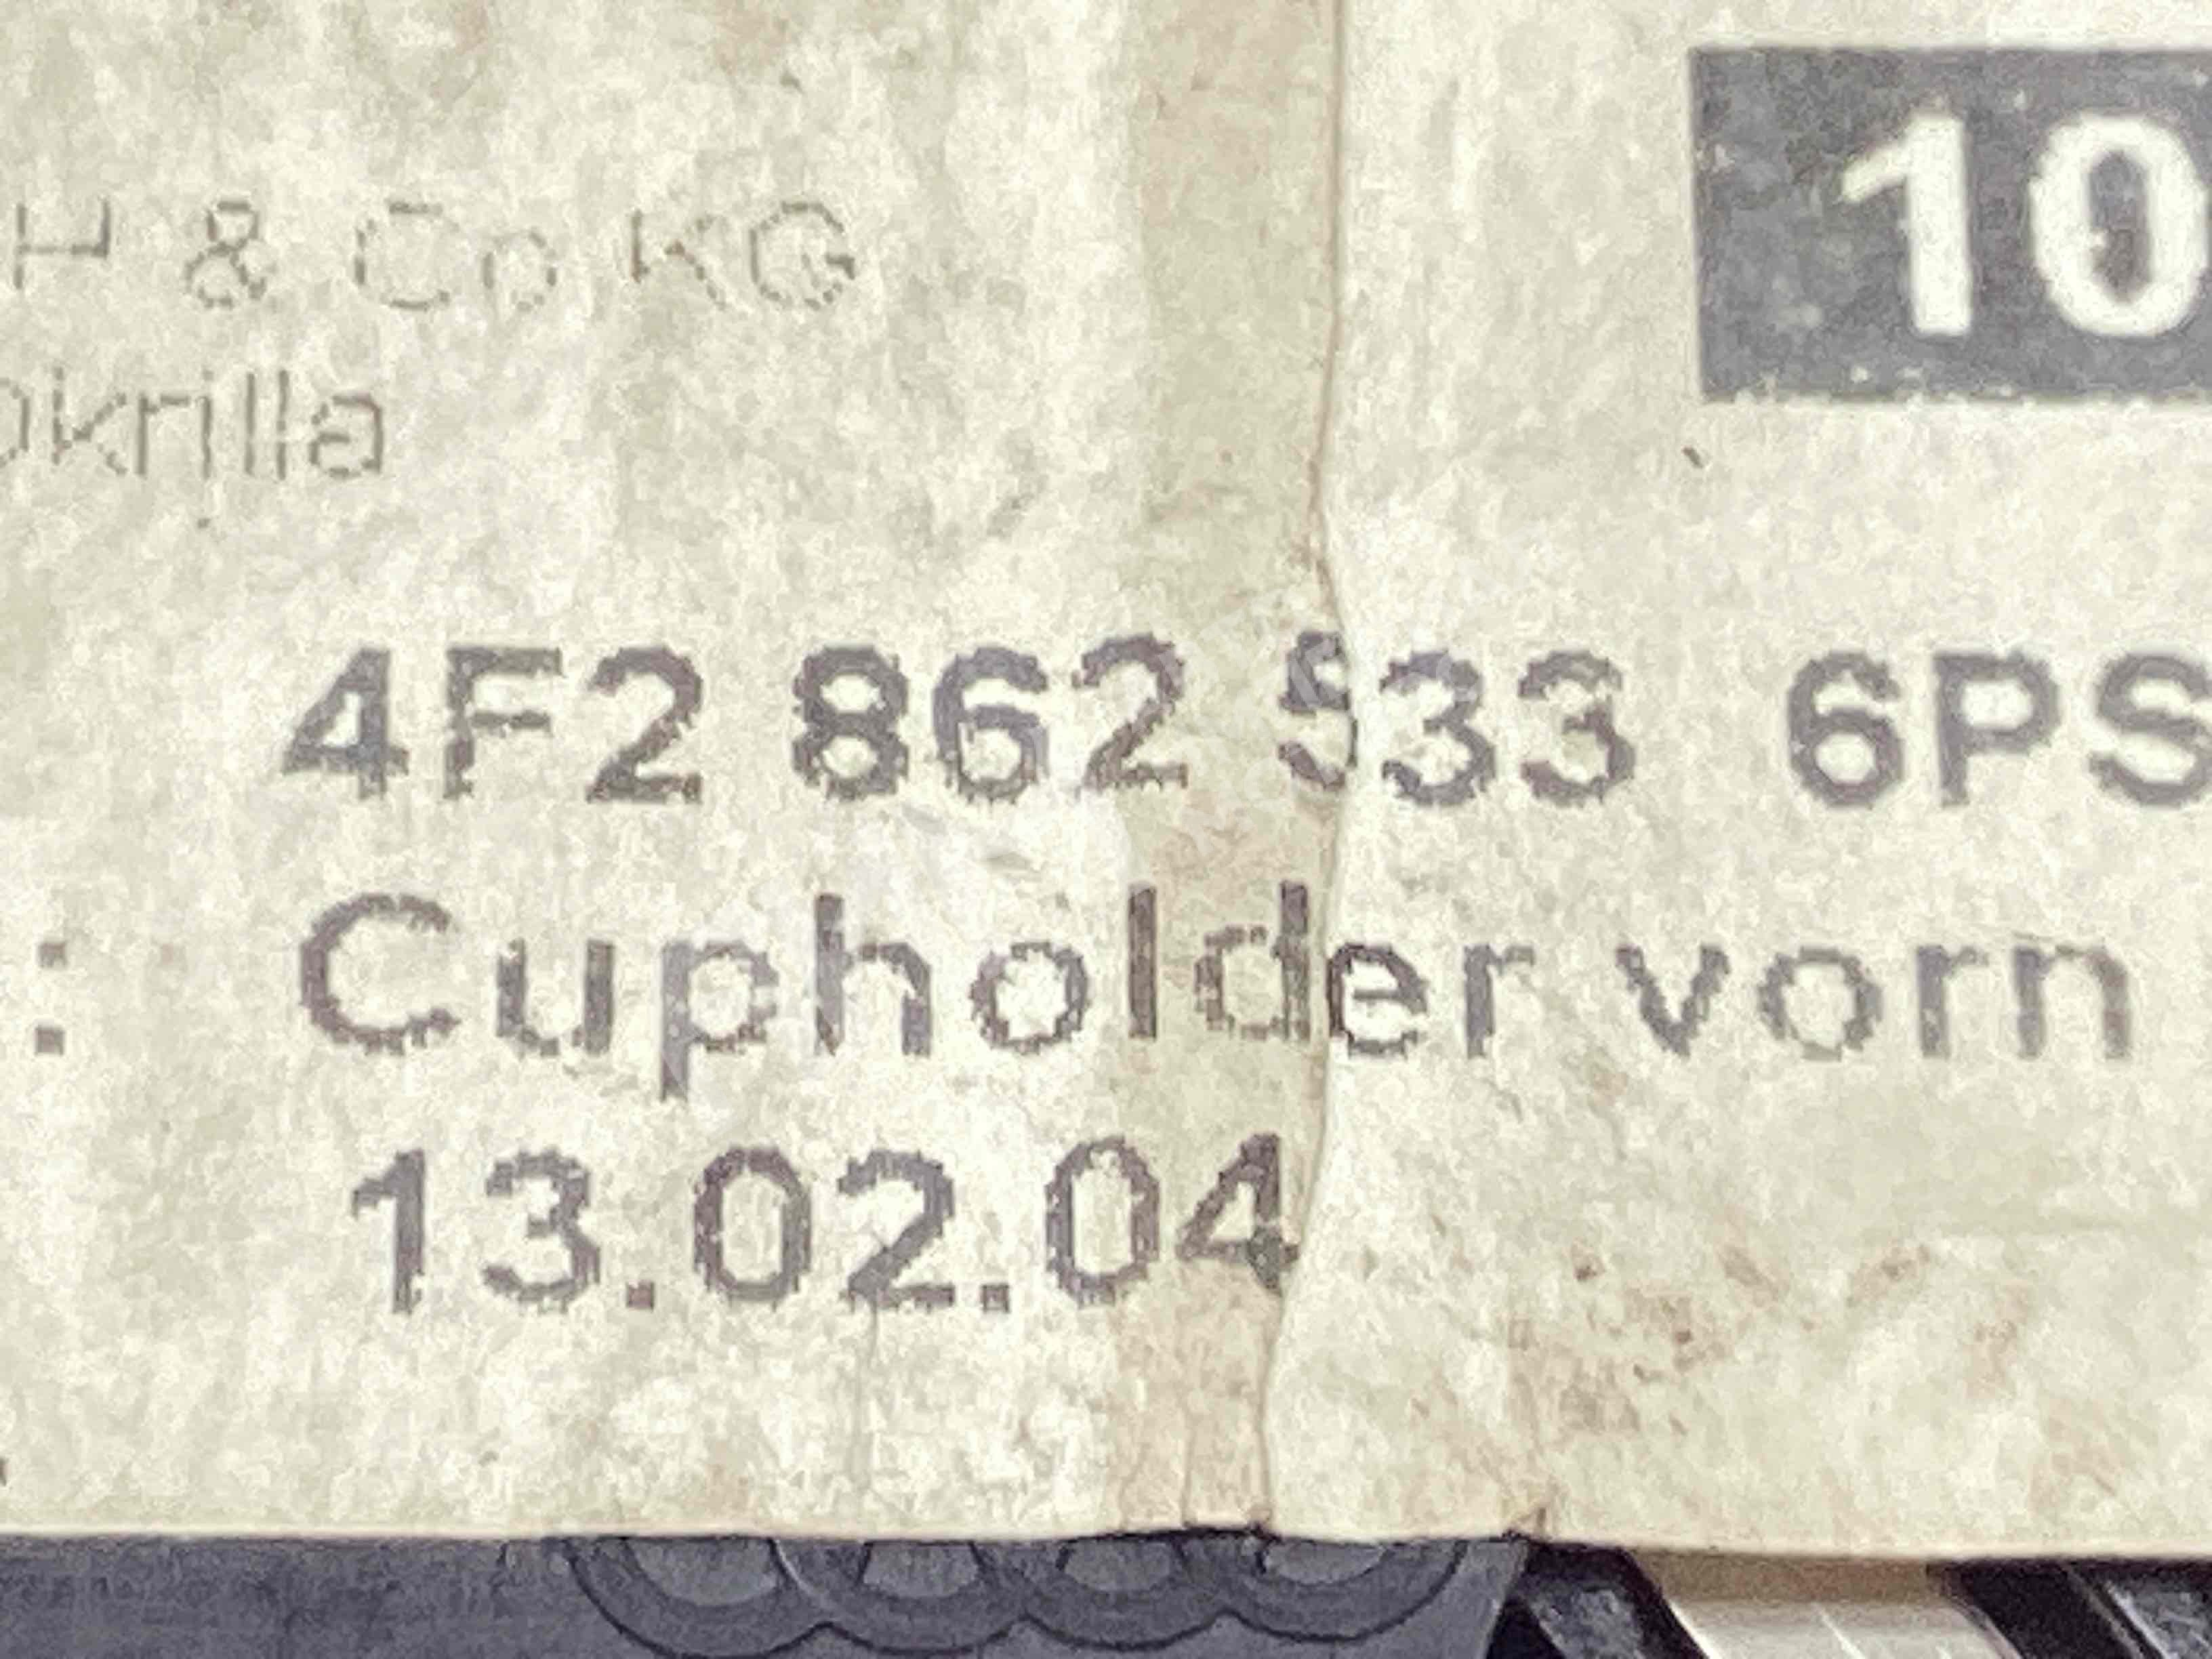 H & Co KG
10
okrilla
4F2 862 533 6PS
: Cupholder vorn
13.02.04